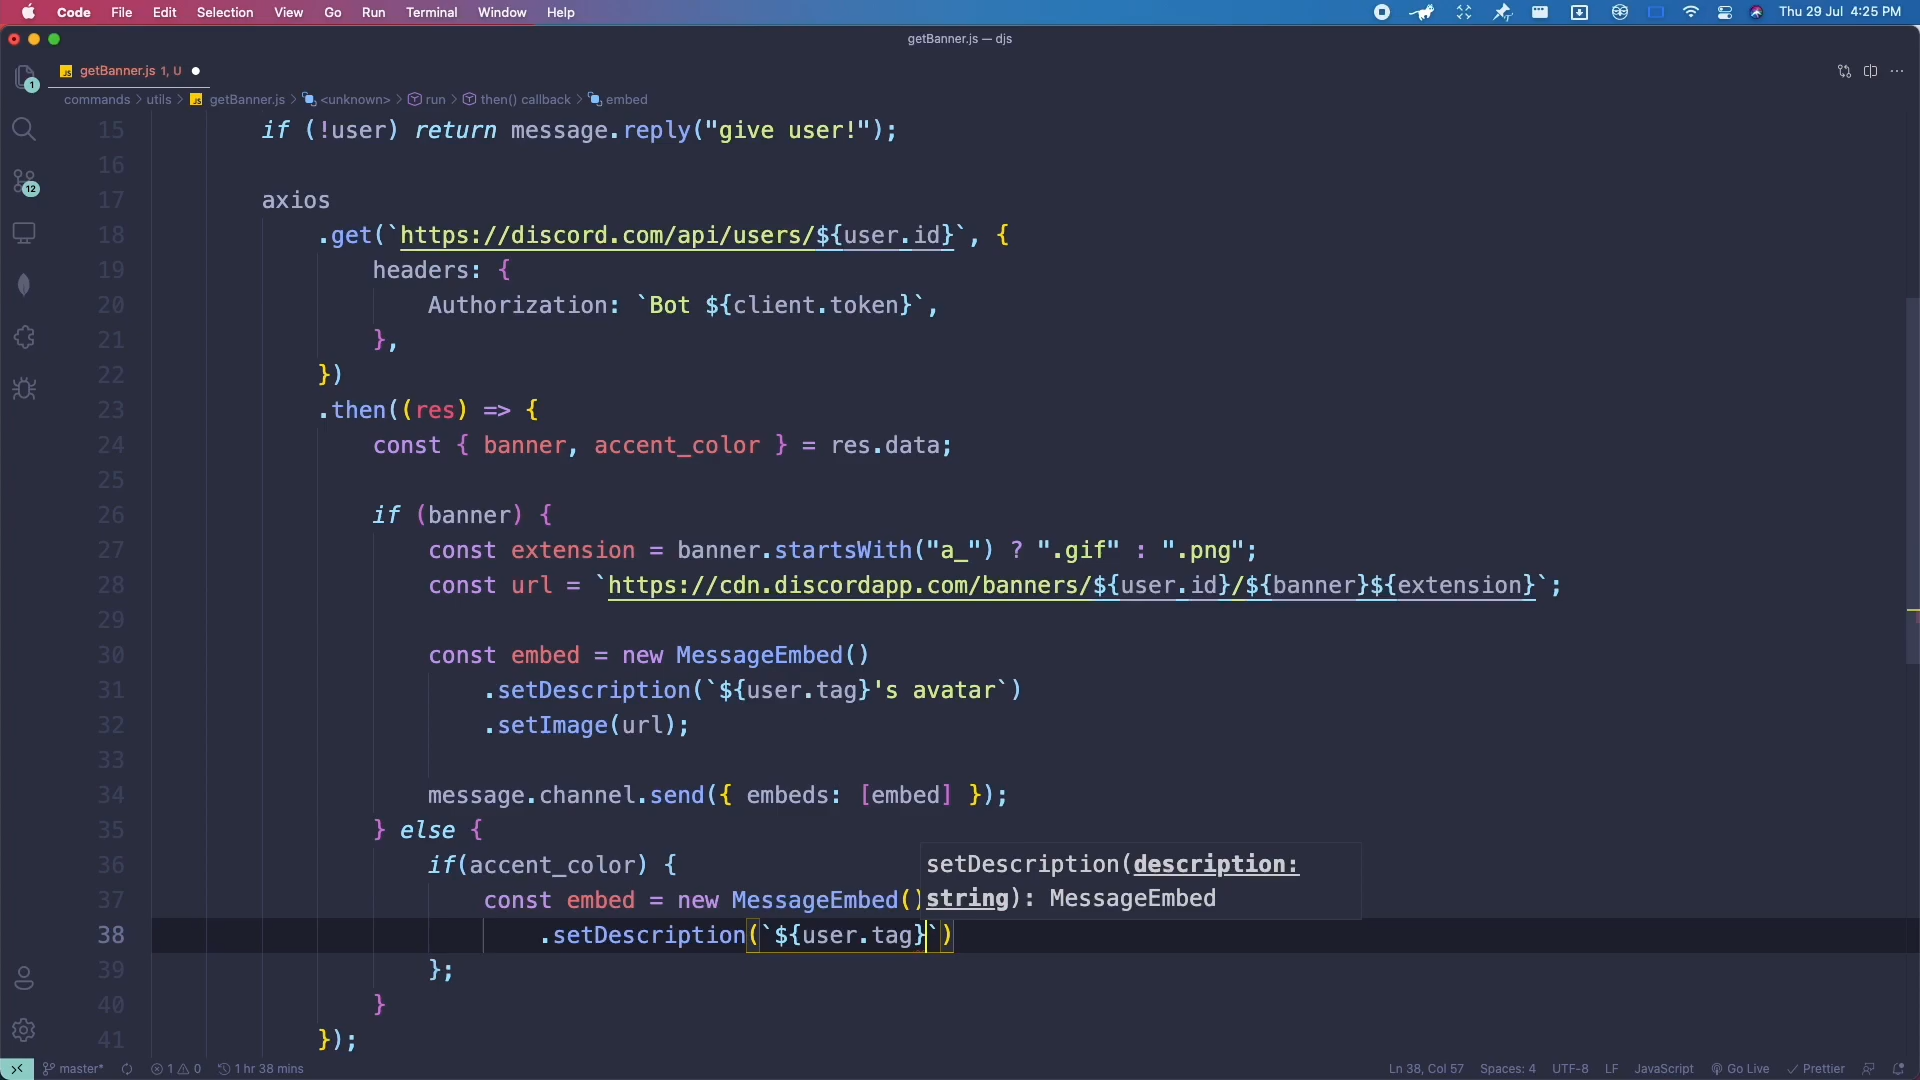 Code File Edit Selection View Go Run Terminal Window Help Thu 29 Jul 4:25 PM
getBanner.js — djs
JS getBanner.js 1, U
1
commands > utils > JS getBanner.js > <unknown> > run > then() callback > embed
15 if (!user) return message.reply("give user!");
16
17 axios
12
18 .get(`https://discord.com/api/users/${user.id}`, {
19 headers: {
20 Authorization: `Bot ${client.token}`,
21 },
22 })
23 .then((res) => {
24 const { banner, accent_color } = res.data;
25
26 if (banner) {
27 const extension = banner.startsWith("a_") ? ".gif" : ".png";
28 const url = `https://cdn.discordapp.com/banners/${user.id}/${banner}${extension}`;
29
30 const embed = new MessageEmbed()
31 .setDescription(`${user.tag}'s avatar`)
32 .setImage(url);
33
34 message.channel.send({ embeds: [embed] });
35 } else {
36 if(accent_color) {
setDescription(description:
37 const embed = new MessageEmbed()
string): MessageEmbed
38 .setDescription(`${user.tag}`)
39 };
40 }
41 });
master* 1 0 1 hr 38 mins Ln 38, Col 57 Spaces: 4 UTF-8 LF JavaScript Go Live Prettier